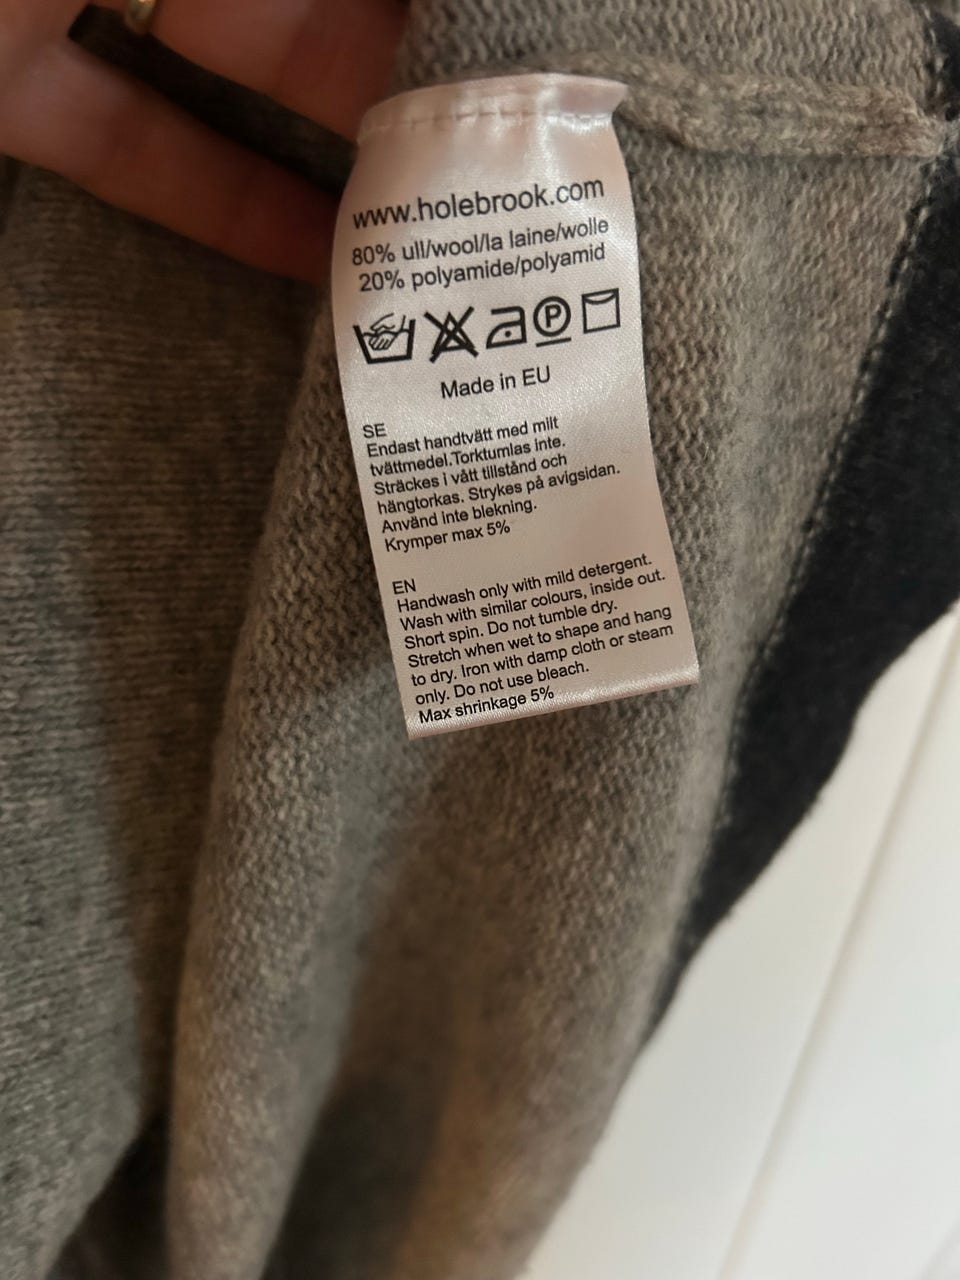 www.holebrook.com
80% ull/wool/la laine/wolle
20% polyamide/polyamid
P
Made in EU
SE
Endast handtvätt med milt
tvättmedel.Torktumlas inte.
Sträckes i vått tillstånd och
hängtorkas. Strykes på avigsidan.
Använd inte blekning.
Krymper max 5%
EN
Handwash only with mild detergent.
Wash with similar colours, inside out.
Short spin. Do not tumble dry.
Stretch when wet to shape and hang
to dry. Iron with damp cloth or steam
only. Do not use bleach.
Max shrinkage 5%